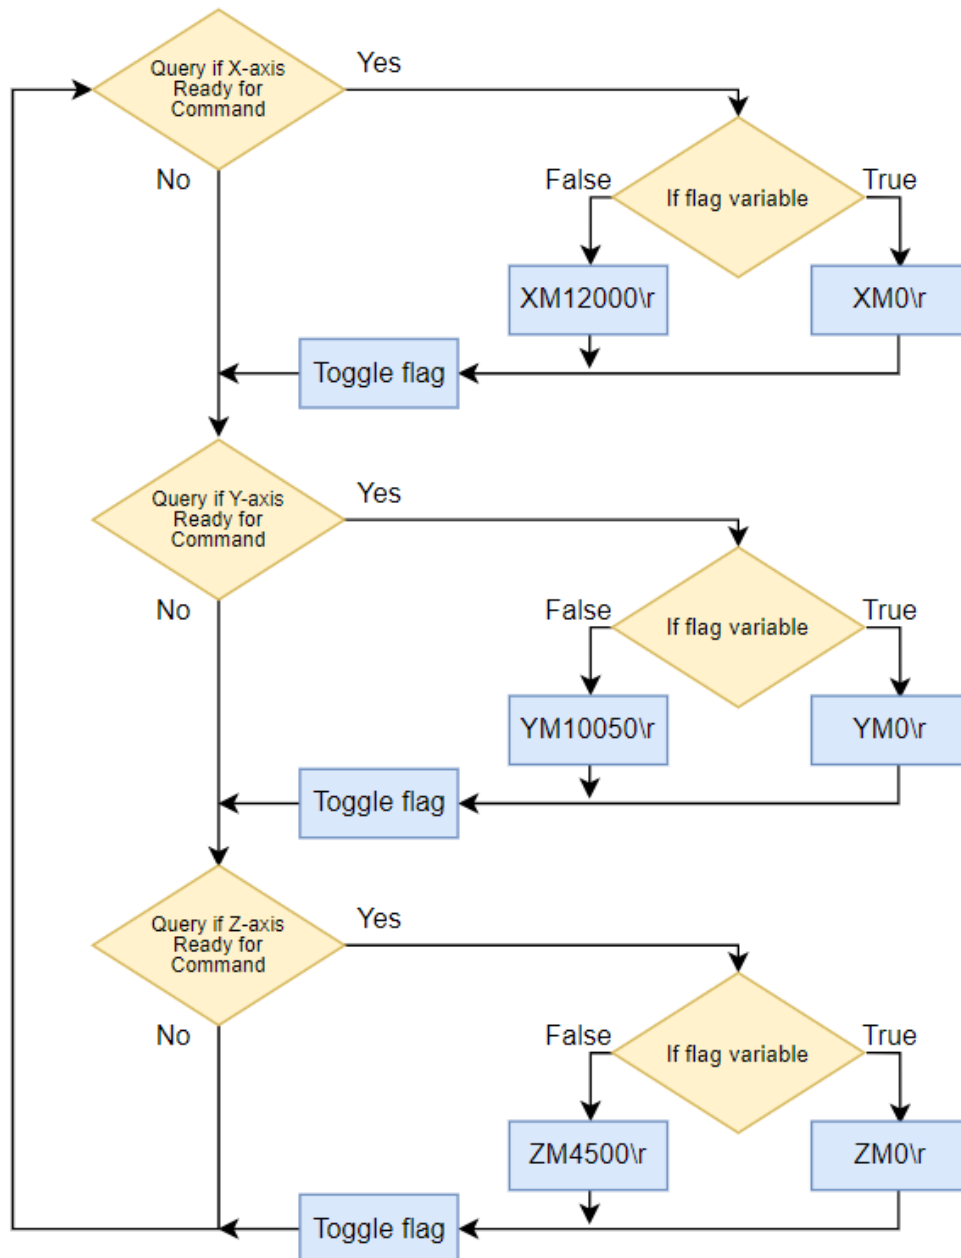 Query if X-axis
Ready for
Command
Yes
No
False
If flag variable
True
XM12000\r
XM0\r
Toggle flag
Query if Y-axis
Ready for
Command
Yes
No
False
If flag variable
True
YM10050\r
YM0\r
Toggle flag
Query if Z-axis
Ready for
Command
Yes
No
False
If flag variable
True
ZM4500\r
ZM0\r
Toggle flag